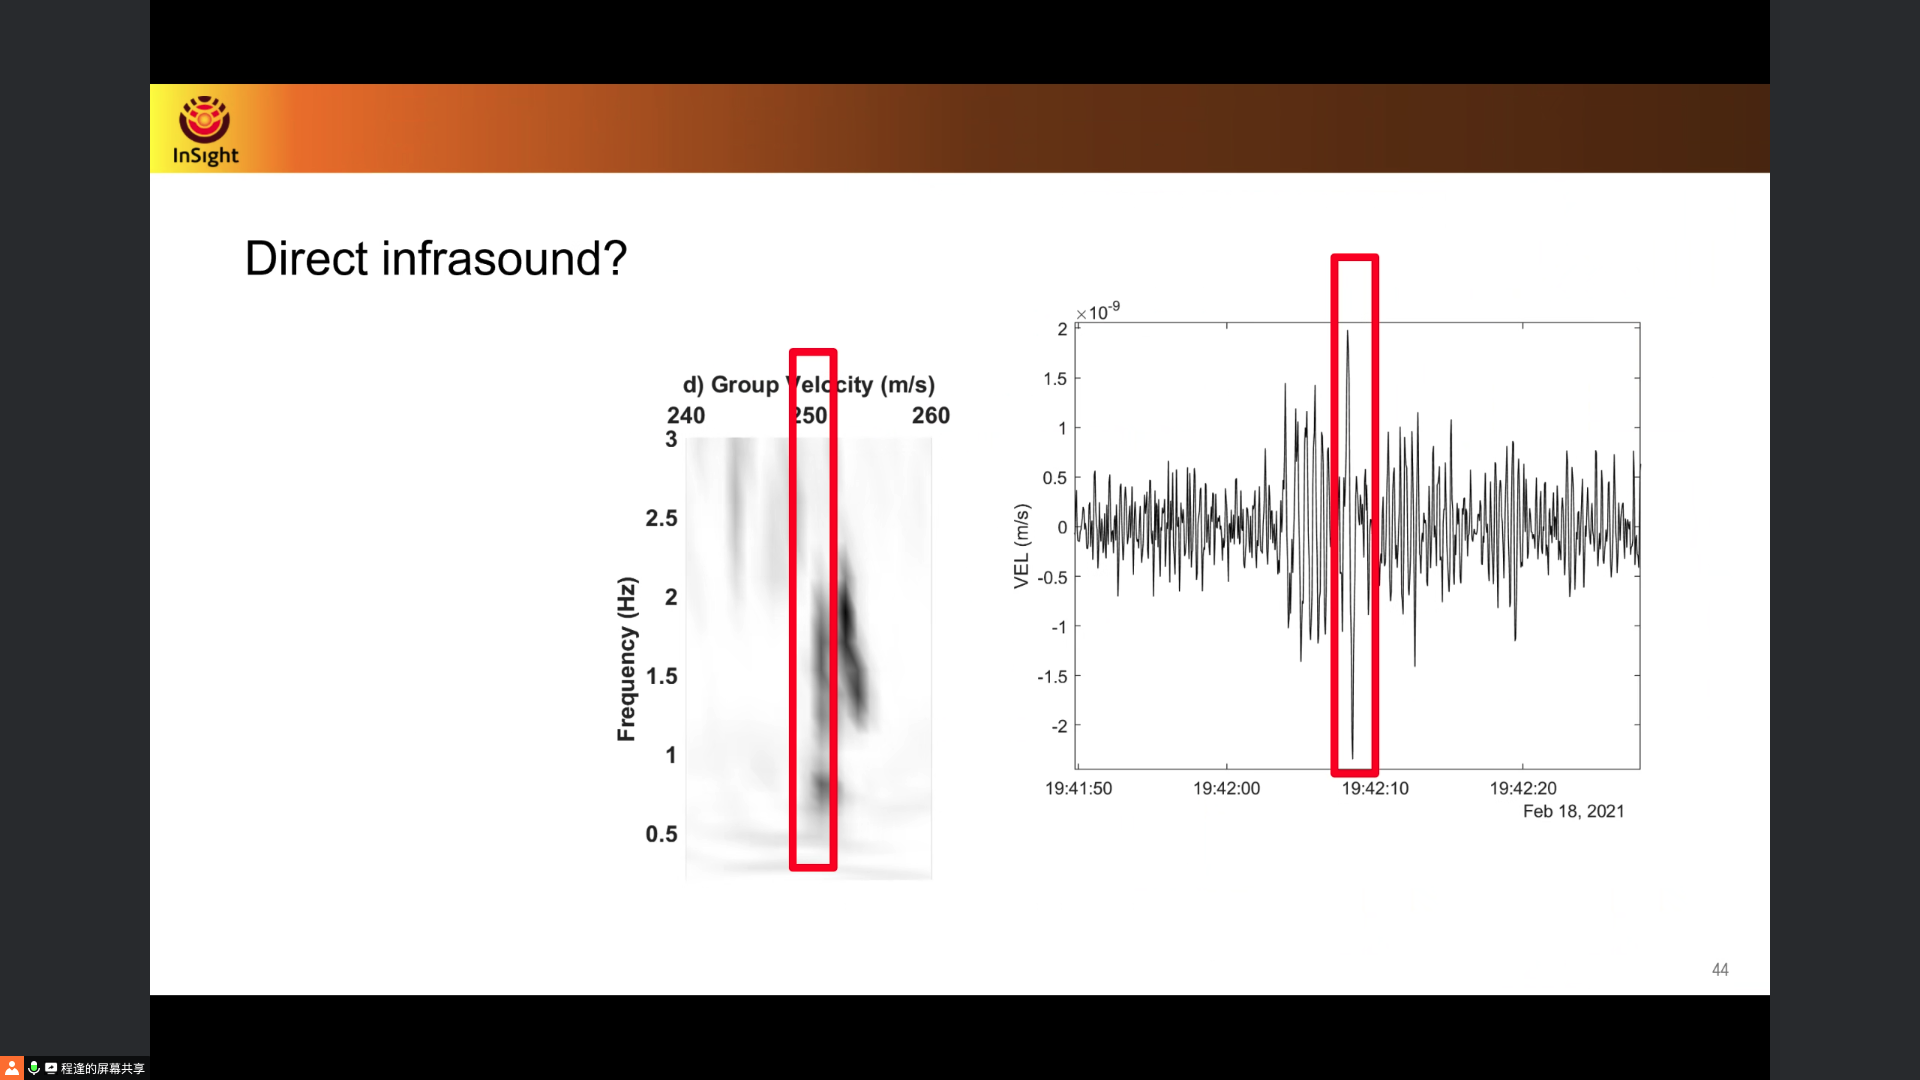 InSight
Direct infrasound?
d) Group Velocity (m/s)
240 250 260
3
2.5
2
1.5
1
0.5
Frequency (Hz)
×10-9
2
1.5
1
0.5
0
-0.5
-1
-1.5
-2
VEL (m/s)
19:41:50 19:42:00 19:42:10 19:42:20
Feb 18, 2021
44
程逢的屏幕共享